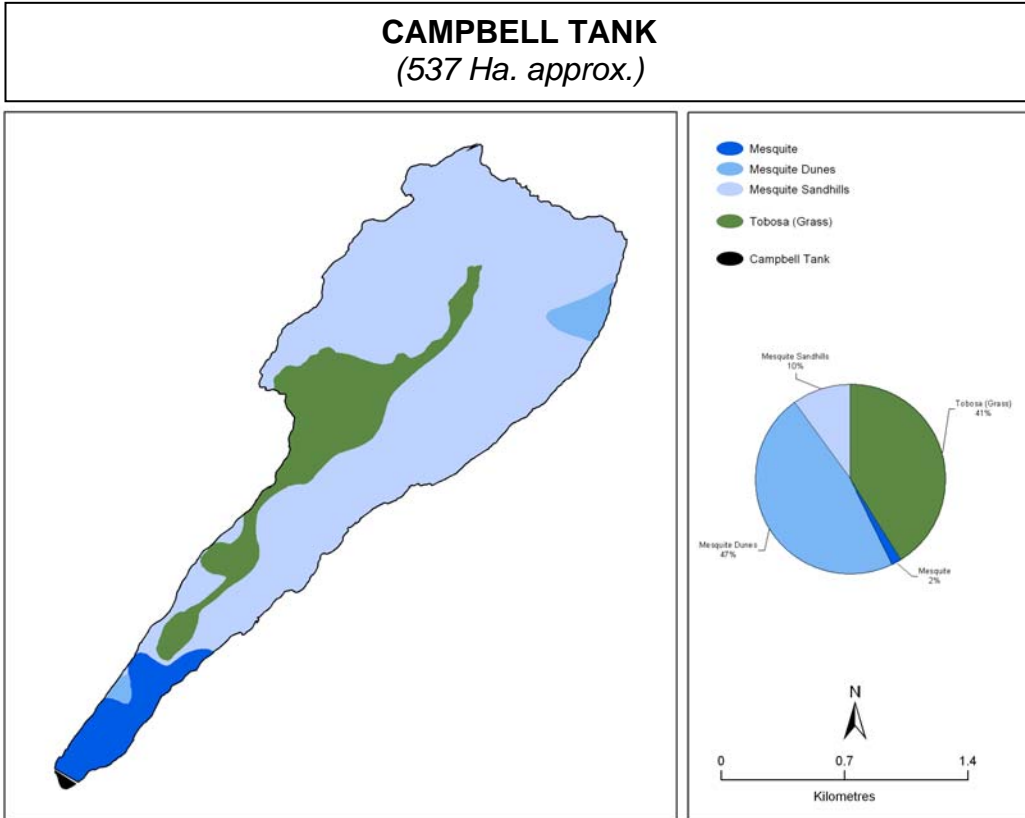 CAMPBELL TANK
(537 Ha. approx.)
Mesquite
Mesquite Dunes
Mesquite Sandhills
Tobosa (Grass)
Campbell Tank
Mesquite Sandhills
10%
Tobosa (Grass)
41%
Mesquite Dunes
47%
Mesquite
2%
N
0 0.7 1.4
Kilometres